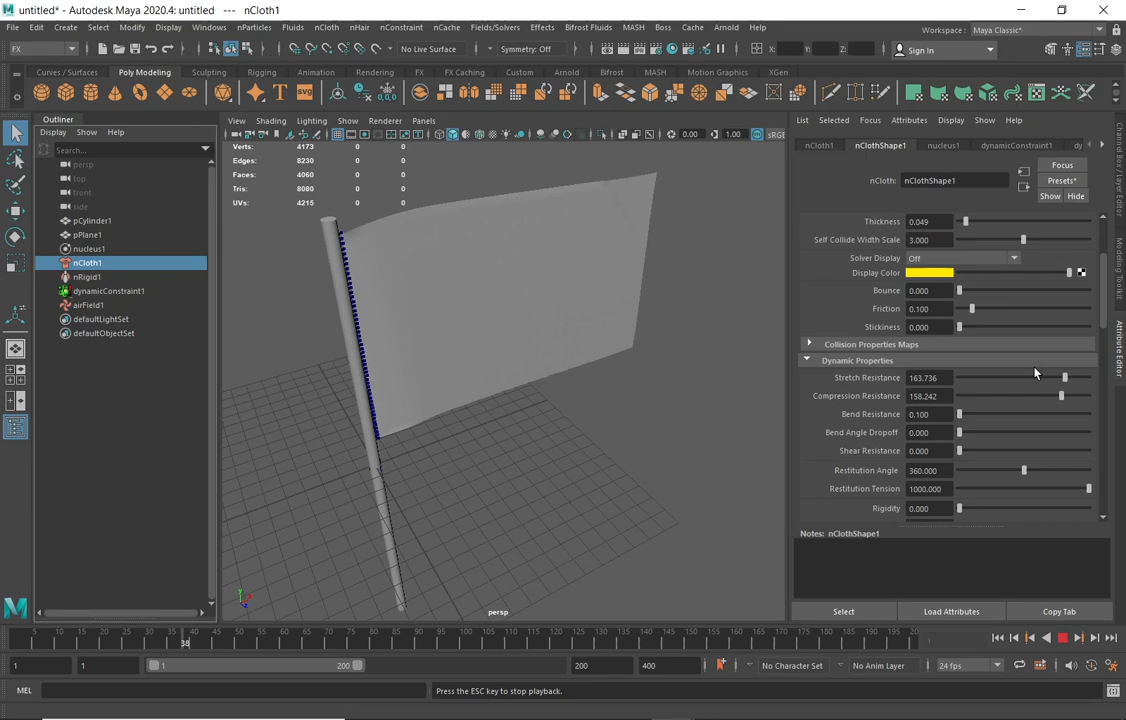 untitled* - Autodesk Maya 2020.4: untitled --- nCloth1
File Edit Create Select Modify Display Windows nParticles Fluids nCloth nHair nConstraint nCache Fields/Solvers Effects Bifrost Fluids MASH Boss Cache Arnold Help Workspace: Maya Classic*
FX No Live Surface Symmetry: Off X: Y: Z: Sign In
Curves / Surfaces Poly Modeling Sculpting Rigging Animation Rendering FX FX Caching Custom Arnold Bifrost MASH Motion Graphics XGen
Outliner
Display Show Help
Search...
persp
top
front
side
pCylinder1
pPlane1
nucleus1
nCloth1
nRigid1
dynamicConstraint1
airField1
defaultLightSet
defaultObjectSet
View Shading Lighting Show Renderer Panels
0.00 1.00 sRGB
Verts: 4173 0 0
Edges: 8230 0 0
Faces: 4060 0 0
Tris: 8080 0 0
UVs: 4215 0 0
persp
List Selected Focus Attributes Display Show Help
nCloth1 nClothShape1 nucleus1 dynamicConstraint1 dy
nCloth: nClothShape1
Focus
Presets*
Show Hide
Thickness 0.049
Self Collide Width Scale 3.000
Solver Display Off
Display Color
Bounce 0.000
Friction 0.100
Stickiness 0.000
Collision Properties Maps
Dynamic Properties
Stretch Resistance 163.736
Compression Resistance 158.242
Bend Resistance 0.100
Bend Angle Dropoff 0.000
Shear Resistance 0.000
Restitution Angle 360.000
Restitution Tension 1000.000
Rigidity 0.000
Notes: nClothShape1
Select Load Attributes Copy Tab
Channel Box / Layer Editor
Modeling Toolkit
Attribute Editor
5 10 15 20 25 30 35 40 45 50 55 60 65 70 75 80 85 90 95 100 105 110 115 120 125 130 135 140 145 150 155 160 165 170 175 180 185 190 195 20
38
1 1 1 200 200 400 No Character Set No Anim Layer 24 fps
MEL Press the ESC key to stop playback.